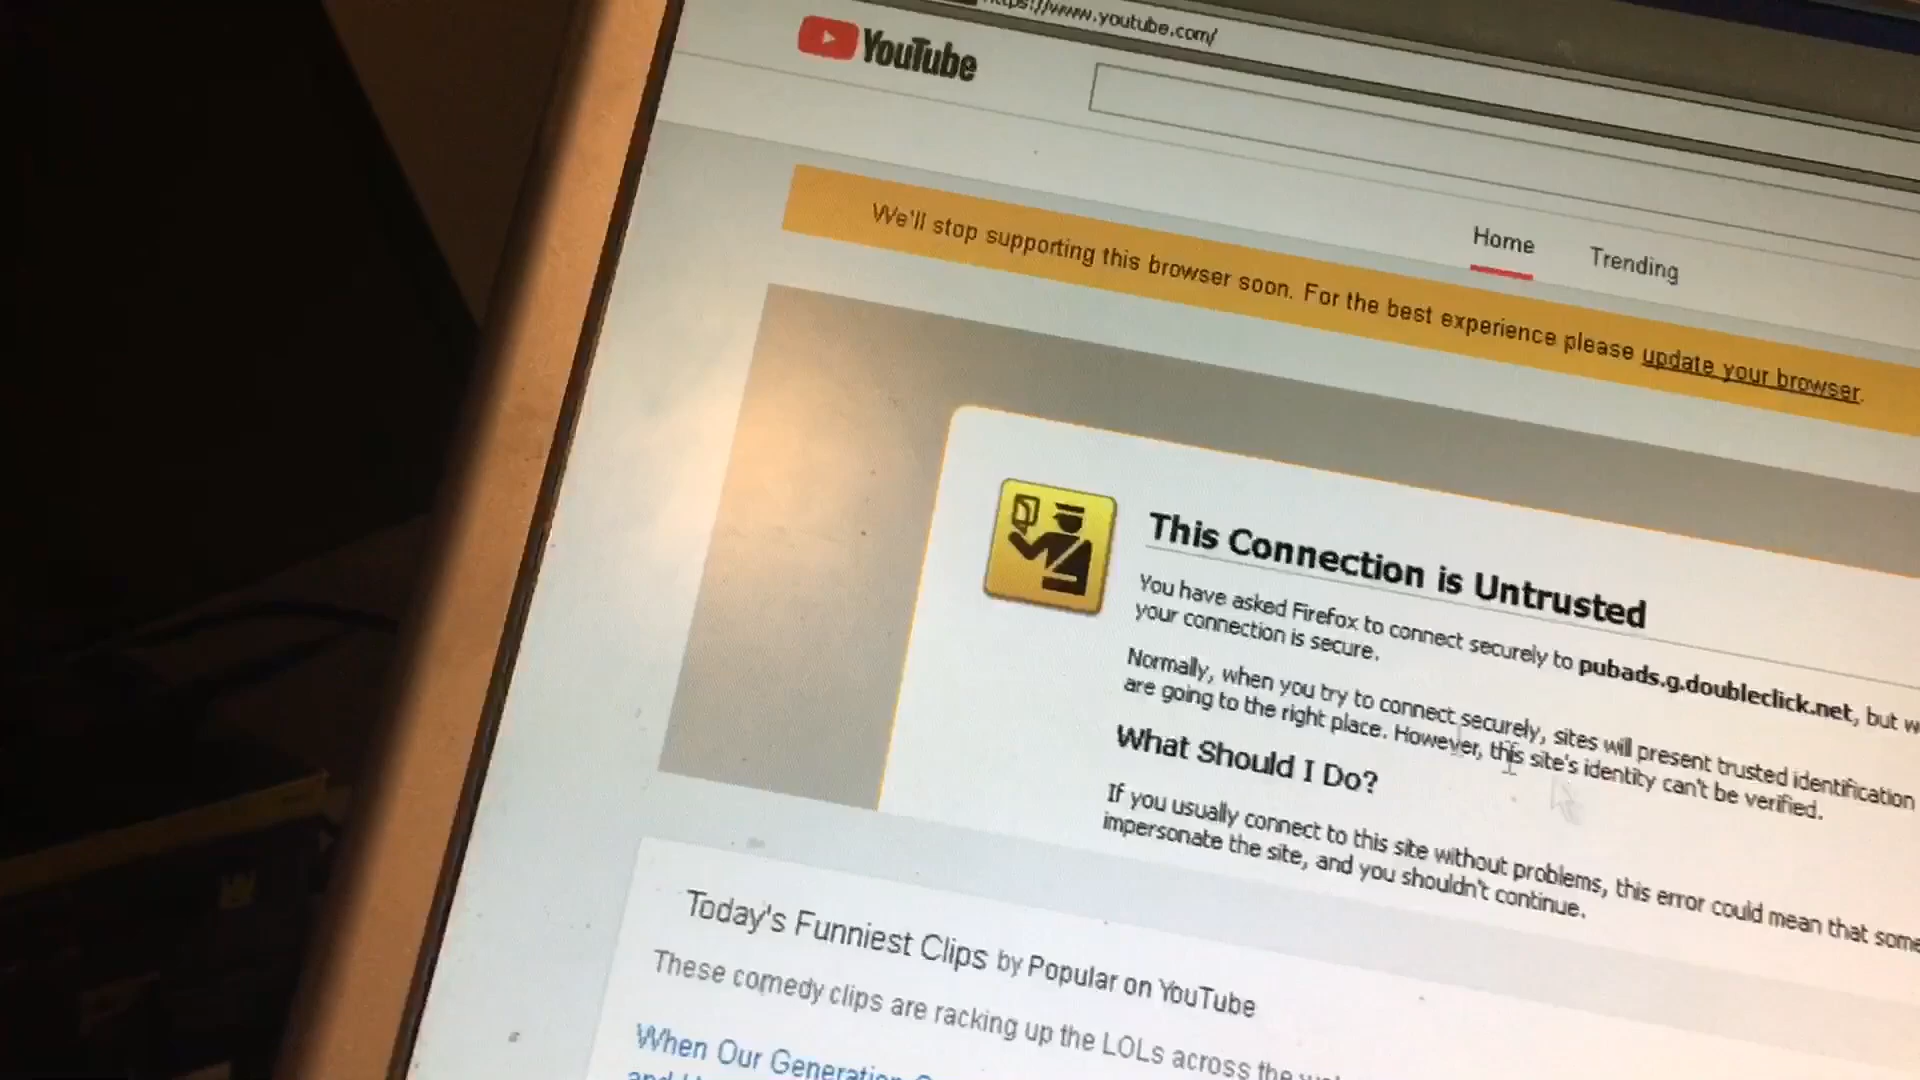 https://www.youtube.com/
YouTube
Home Trending
We'll stop supporting this browser soon. For the best experience please update your browser.
This Connection is Untrusted
You have asked Firefox to connect securely to pubads.g.doubleclick.net, but w
your connection is secure.
Normally, when you try to connect securely, sites will present trusted identification
are going to the right place. However, this site's identity can't be verified.
What Should I Do?
If you usually connect to this site without problems, this error could mean that some
impersonate the site, and you shouldn't continue.
Today's Funniest Clips by Popular on YouTube
These comedy clips are racking up the LOLs across the
When Our Generation